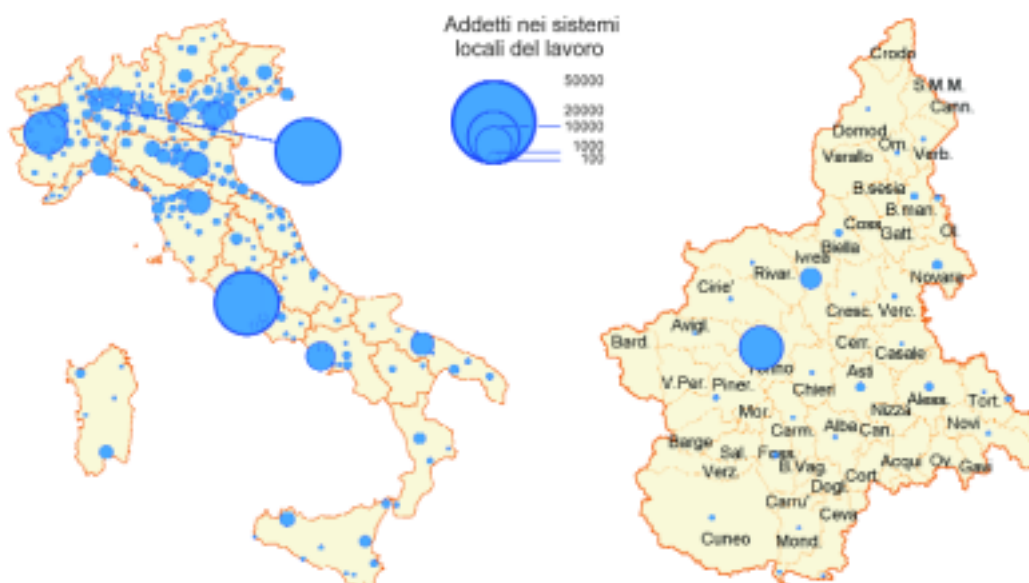 Addetti nei sistemi
locali del lavoro
50000
20000
10000
1000
100
Crodo
S.M.M.
Cann.
Domod.
Om.
Verb.
Varallo
B.sesia
B.man.
Coss.
Gatt.
Ol.
Biella
Ivrea
Rivar.
Novara
Cirie'
Cresc.
Verc.
Avigl.
Bard.
Cerr.
Casale
Torino
Asti
V.Per.
Piner.
Chieri
Aless.
Tort.
Mor.
Nizza
Carm.
Alba
Can.
Novi
Barge
Sal.
Foss.
Verz.
B.Vag.
Cort.
Acqui
Ov.
Gavi
Dogl.
Carru'
Ceva
Cuneo
Mond.